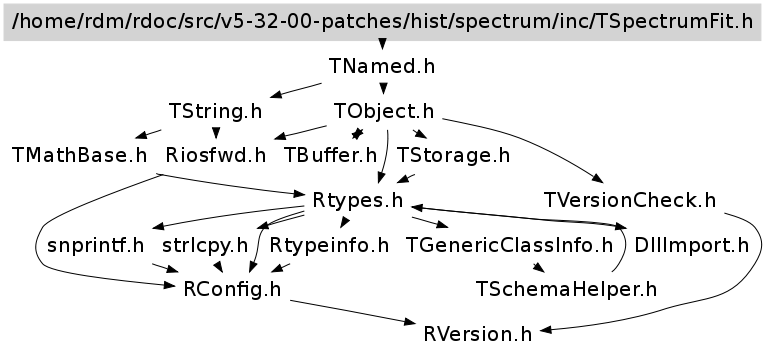 /home/rdm/rdoc/src/v5-32-00-patches/hist/spectrum/inc/TSpectrumFit.h
TNamed.h
TString.h
TObject.h
TMathBase.h
Riosfwd.h
TBuffer.h
TStorage.h
Rtypes.h
TVersionCheck.h
snprintf.h
strlcpy.h
Rtypeinfo.h
TGenericClassInfo.h
DllImport.h
RConfig.h
TSchemaHelper.h
RVersion.h